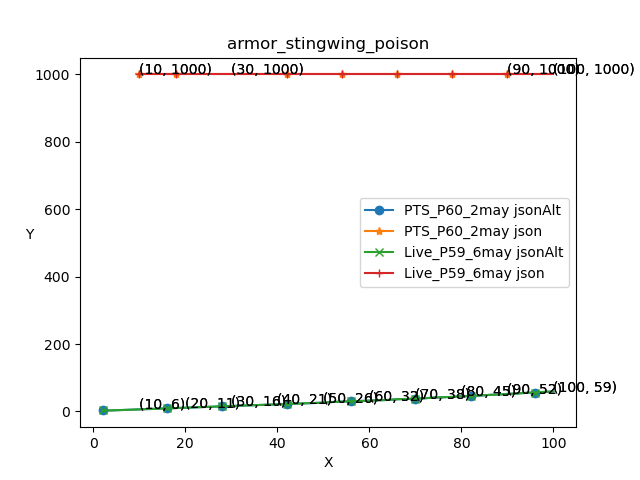 armor_stingwing_poison
1000
800
600
400
200
0
Y
(10, 1000)
(30, 1000)
(90, 1000)
(100, 1000)
PTS_P60_2may jsonAlt
PTS_P60_2may json
Live_P59_6may jsonAlt
Live_P59_6may json
(10, 6)
(20, 11)
(30, 16)
(40, 21)
(50, 26)
(60, 32)
(70, 38)
(80, 45)
(90, 52)
(100, 59)
0 20 40 60 80 100
X